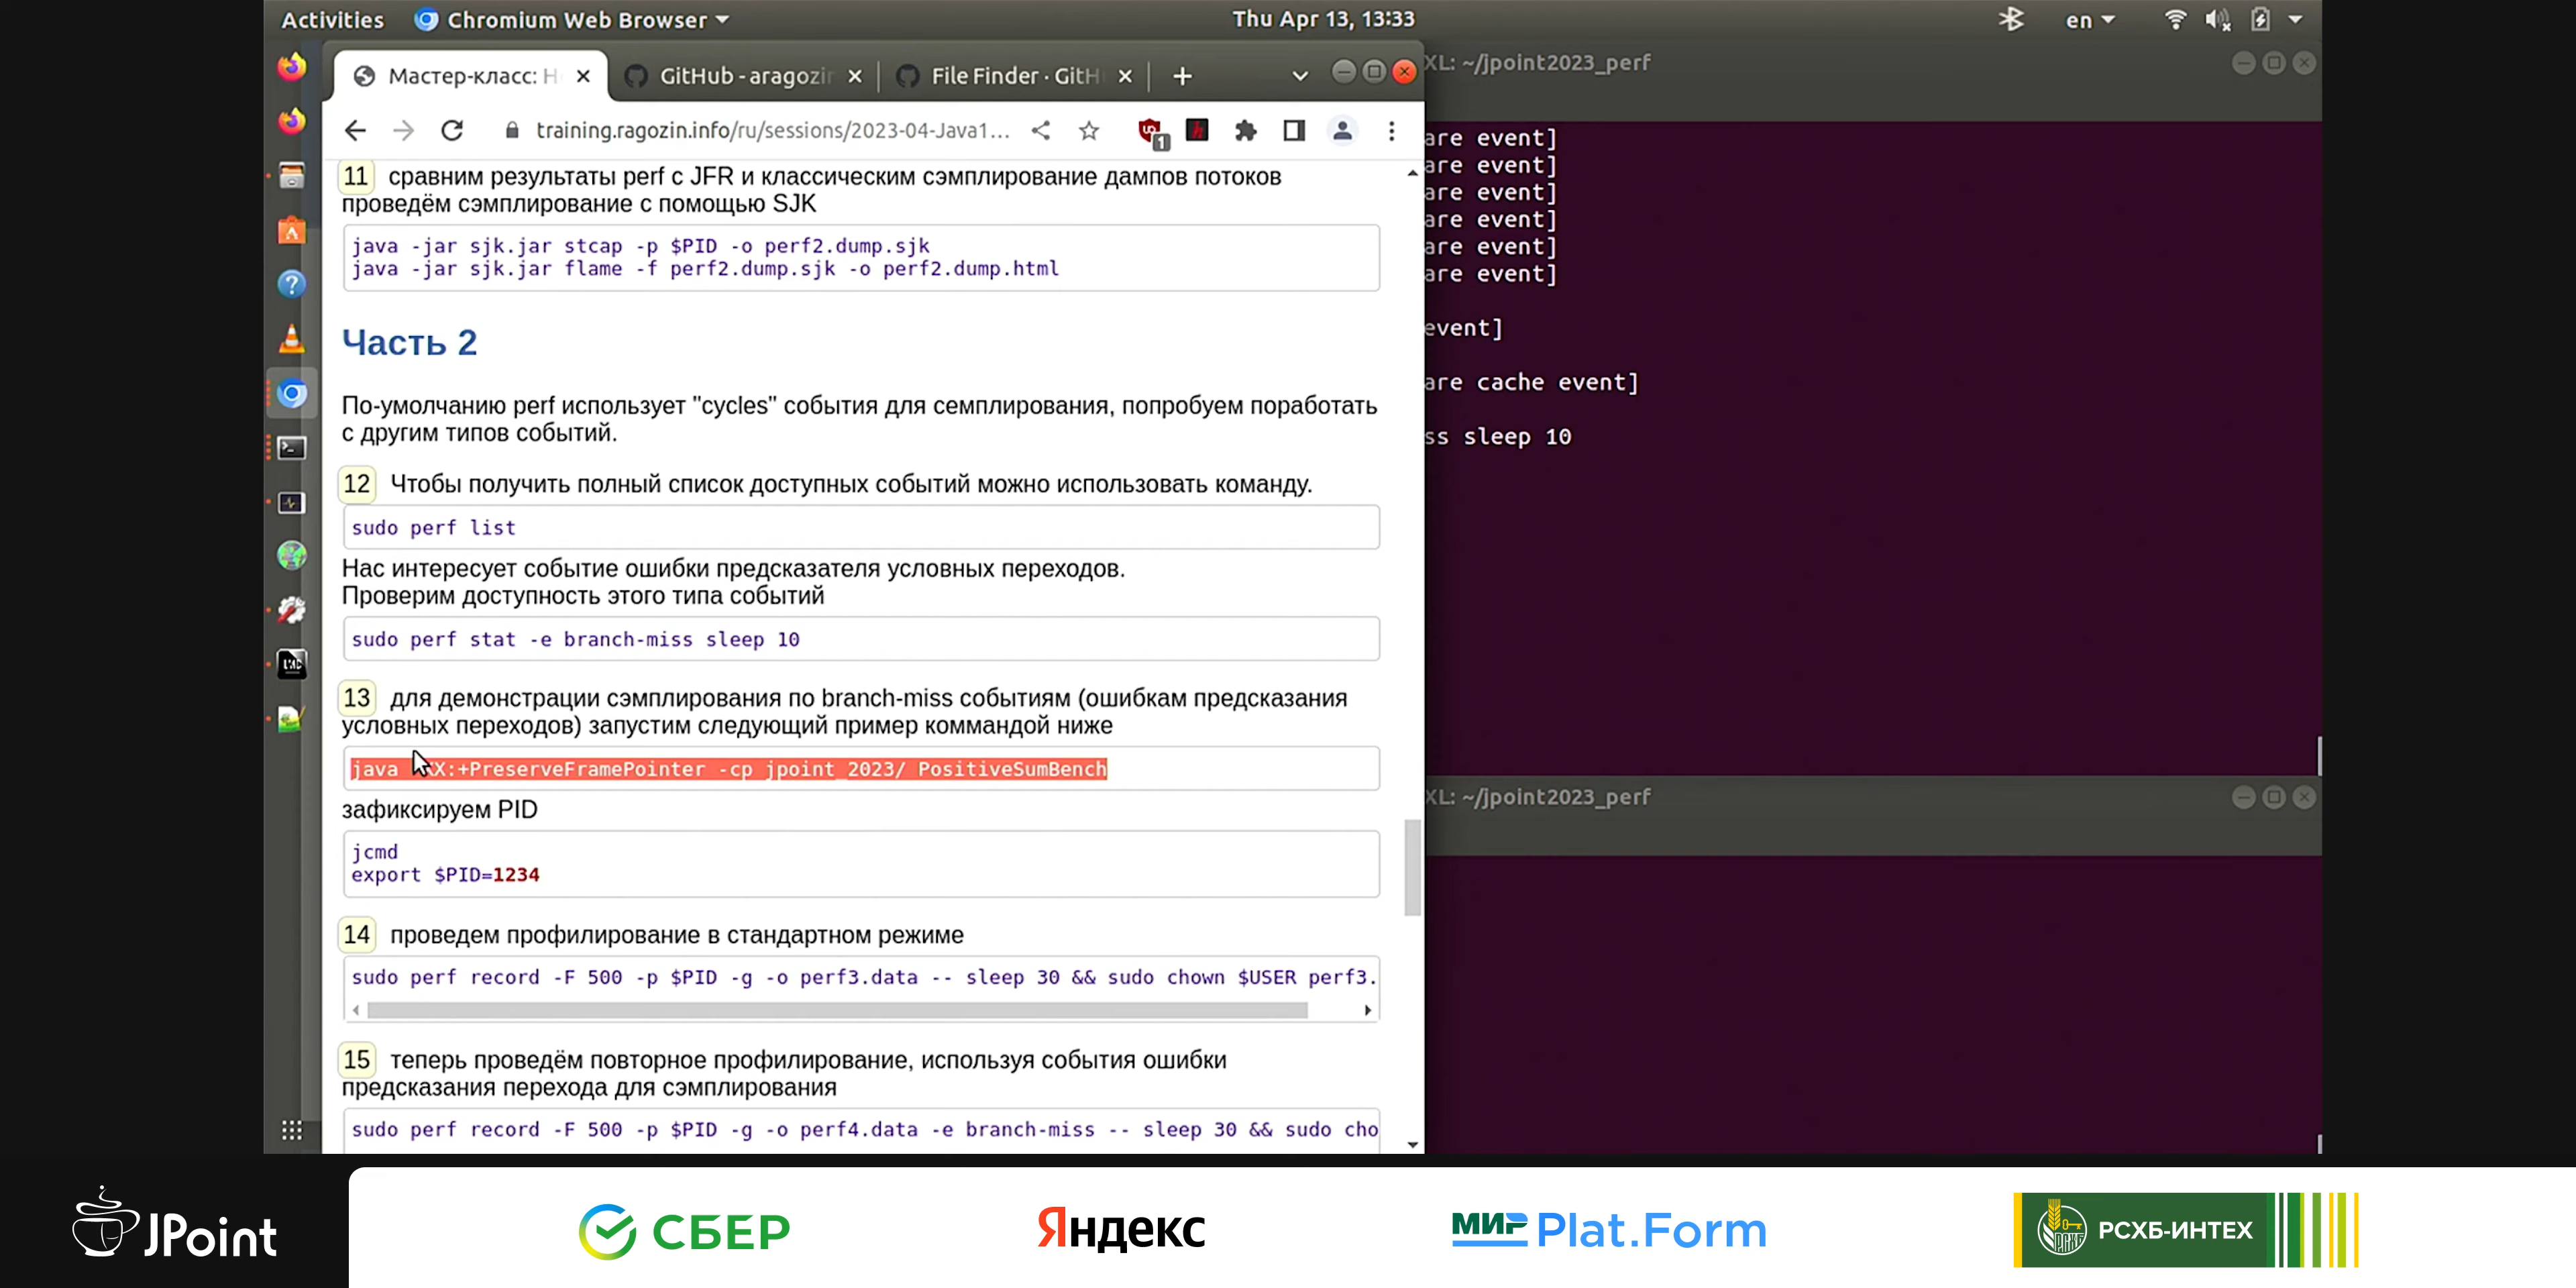 Activities
Chromium Web Browser
Thu Apr 13, 13:33
en
Мастер-класс: Н
GitHub - aragozin
File Finder · GitH
XL: ~/jpoint2023_perf
training.ragozin.info/ru/sessions/2023-04-Java1...
1
11 сравним результаты perf с JFR и классическим сэмплирование дампов потоков
проведём сэмплирование с помощью SJK
java -jar sjk.jar stcap -p $PID -o perf2.dump.sjk
java -jar sjk.jar flame -f perf2.dump.sjk -o perf2.dump.html
Часть 2
По-умолчанию perf использует "cycles" события для семплирования, попробуем поработать
с другим типов событий.
12 Чтобы получить полный список доступных событий можно использовать команду.
sudo perf list
Нас интересует событие ошибки предсказателя условных переходов.
Проверим доступность этого типа событий
sudo perf stat -e branch-miss sleep 10
13 для демонстрации сэмплирования по branch-miss событиям (ошибкам предсказания
условных переходов) запустим следующий пример коммандой ниже
java -XX:+PreserveFramePointer -cp jpoint_2023/ PositiveSumBench
зафиксируем PID
jcmd
export $PID=1234
14 проведем профилирование в стандартном режиме
sudo perf record -F 500 -p $PID -g -o perf3.data -- sleep 30 && sudo chown $USER perf3.
15 теперь проведём повторное профилирование, используя события ошибки
предсказания перехода для сэмплирования
sudo perf record -F 500 -p $PID -g -o perf4.data -e branch-miss -- sleep 30 && sudo cho
are event]
are event]
are event]
are event]
are event]
are event]
event]
are cache event]
ss sleep 10
XL: ~/jpoint2023_perf
JPoint
СБЕР
Яндекс
МИР Plat.Form
РСХБ-ИНТЕХ